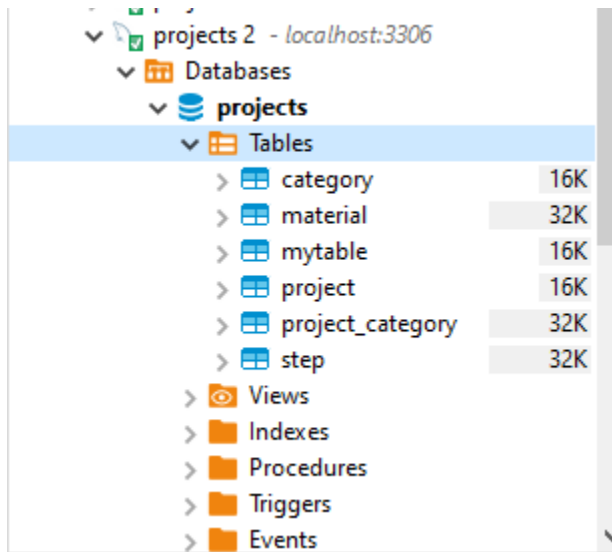 projects 2 - localhost:3306
Databases
projects
Tables
category 16K
material 32K
mytable 16K
project 16K
project_category 32K
step 32K
Views
Indexes
Procedures
Triggers
Events